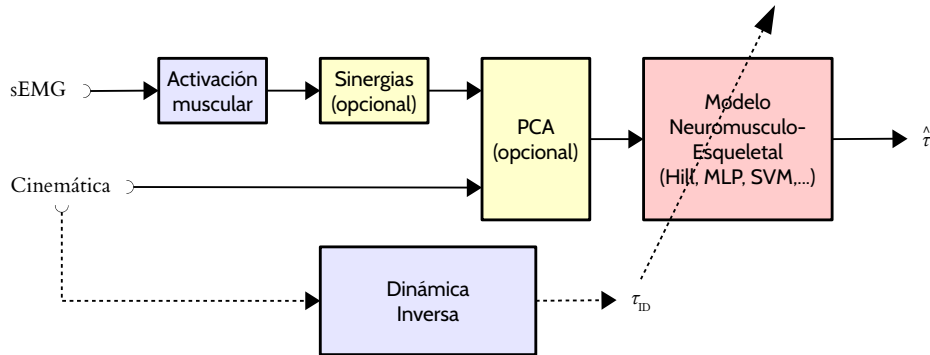 sEMG
Activación
muscular
Sinergias
(opcional)
PCA
(opcional)
Modelo
Neuromusculo-
Esqueletal
(Hill, MLP, SVM,...)
τ̂
Cinemática
Dinámica
Inversa
τ_ID